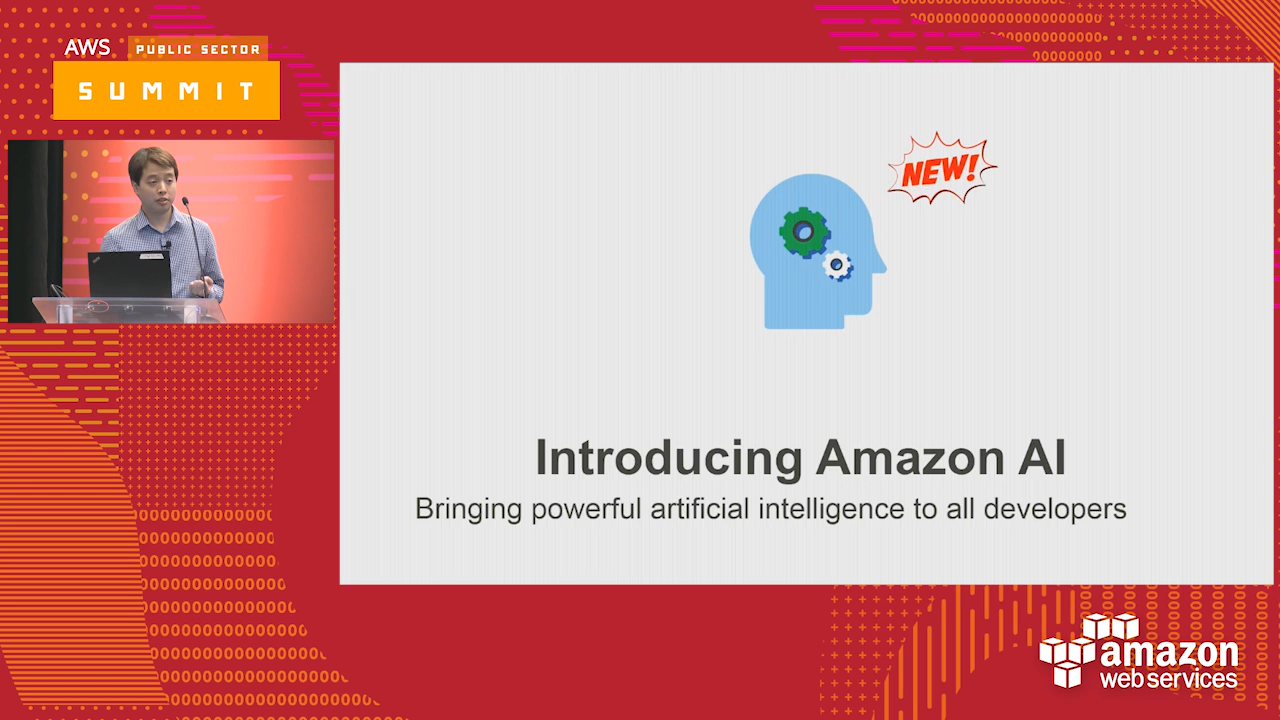 AWS PUBLIC SECTOR
SUMMIT
NEW!
Introducing Amazon AI
Bringing powerful artificial intelligence to all developers
amazon
web services